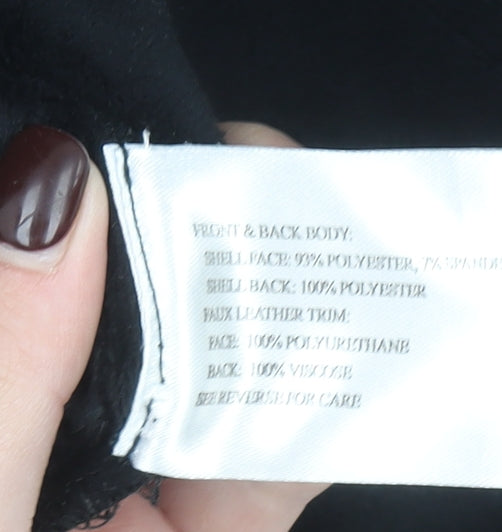 FRONT & BACK BODY:
SHELL FACE: 93% POLYESTER, 7% SPANDE
SHELL BACK: 100% POLYESTER
FAUX LEATHER TRIM:
FACE: 100% POLYURETHANE
BACK: 100% VISCOSE
SEE REVERSE FOR CARE